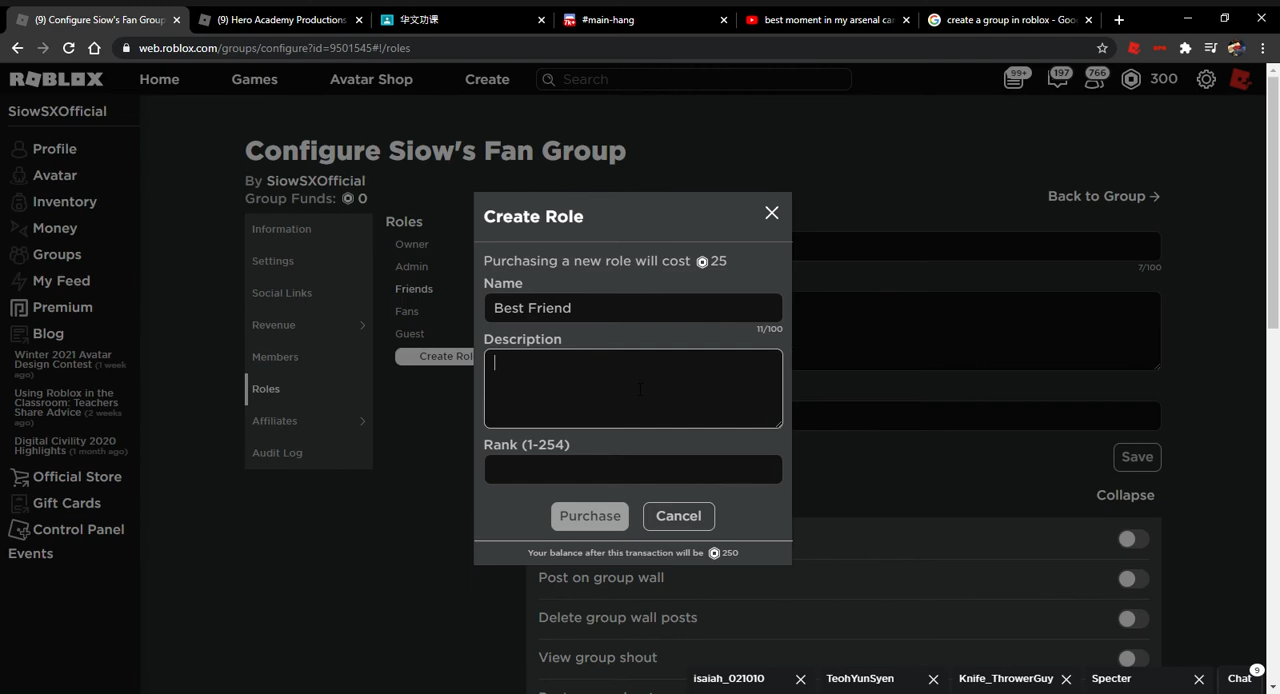 (9) Configure Siow's Fan Group
(9) Hero Academy Productions
华文功课
#main-hang
best moment in my arsenal car
create a group in roblox - Goo
web.roblox.com/groups/configure?id=9501545#!/roles
ROBLOX
Home
Games
Avatar Shop
Create
Search
99+
197
766
300
SiowSXOfficial
Profile
Avatar
Inventory
Money
Groups
My Feed
Premium
Blog
Winter 2021 Avatar
Design Contest (1 week
ago)
Using Roblox in the
Classroom: Teachers
Share Advice (2 weeks
ago)
Digital Civility 2020
Highlights (1 month ago)
Official Store
Gift Cards
Control Panel
Events
Configure Siow's Fan Group
By SiowSXOfficial
Group Funds: 0
Back to Group
Information
Settings
Social Links
Revenue
Members
Roles
Affiliates
Audit Log
Roles
Owner
Admin
Friends
Fans
Guest
Create Rol
7/100
Save
Collapse
Create Role
Purchasing a new role will cost 25
Name
Best Friend
11/100
Description
Rank (1-254)
Purchase
Cancel
Your balance after this transaction will be 250
Post on group wall
Delete group wall posts
View group shout
isaiah_021010
TeohYunSyen
Knife_ThrowerGuy
Specter
Chat
9